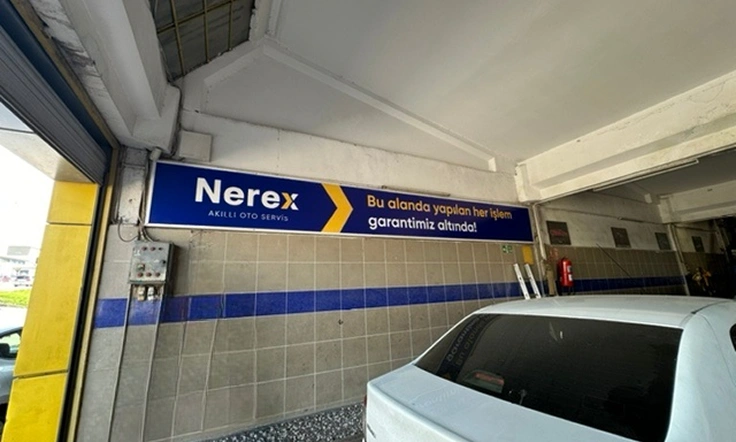 Nerex
AKILLI OTO SERVİS
Bu alanda yapılan her işlem
garantimiz altında!